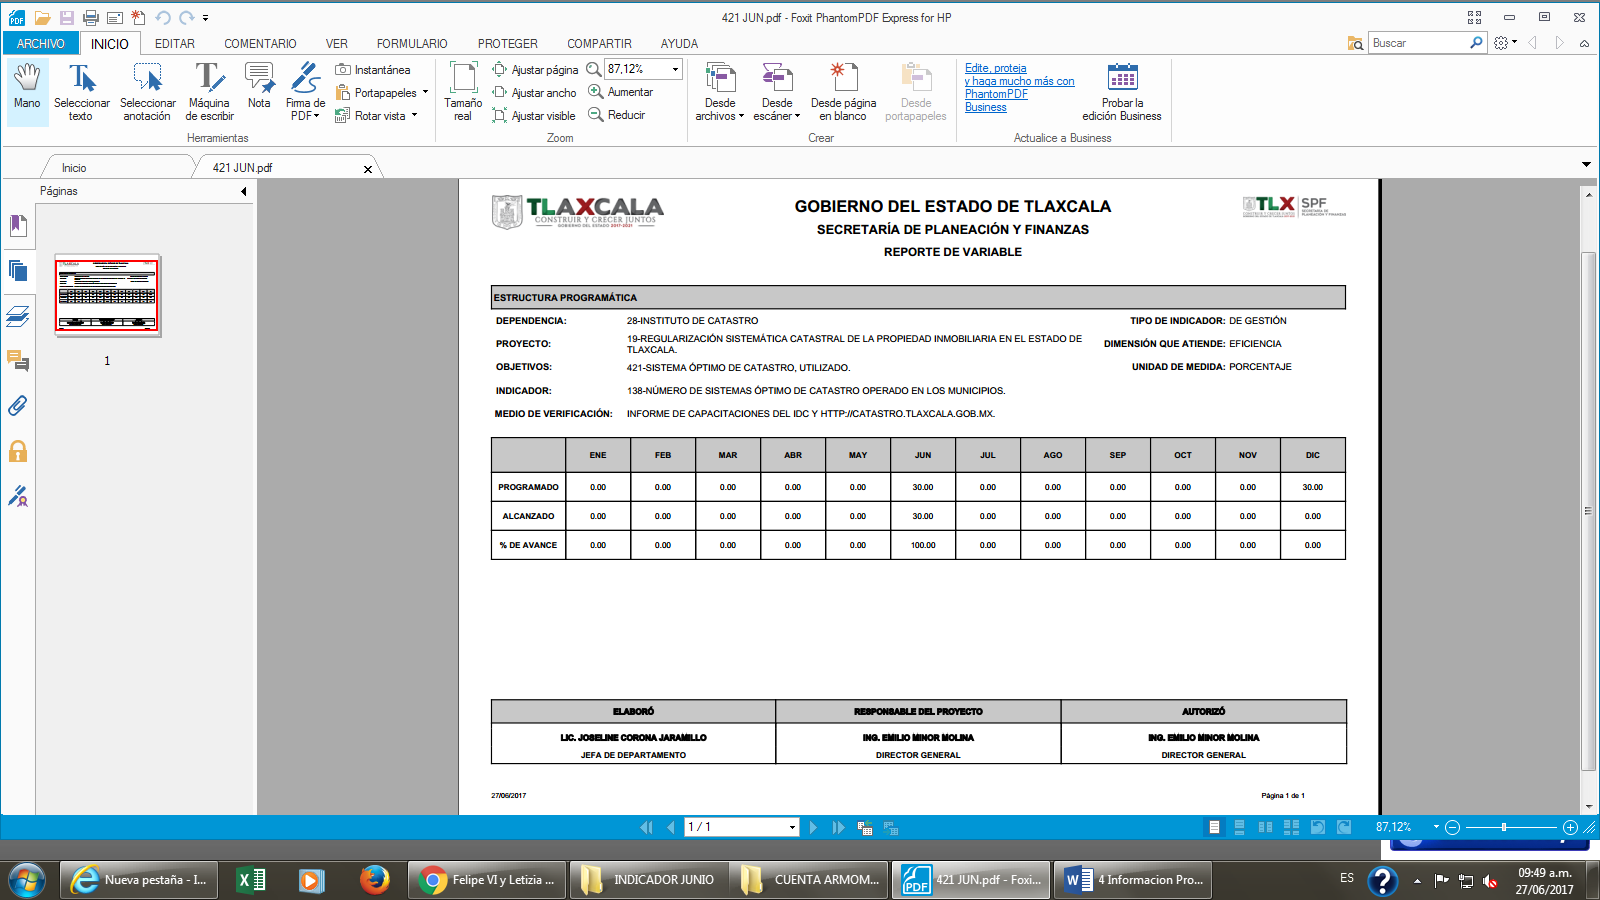 421 JUN.pdf - Foxit PhantomPDF Express for HP
ARCHIVO INICIO EDITAR COMENTARIO VER FORMULARIO PROTEGER COMPARTIR AYUDA
Buscar
Mano
Seleccionar texto
Seleccionar anotación
Máquina de escribir
Nota
Firma de PDF
Instantánea
Portapapeles
Rotar vista
Herramientas
Tamaño real
Ajustar página
Ajustar ancho
Ajustar visible
87,12%
Aumentar
Reducir
Zoom
Desde archivos
Desde escáner
Desde página en blanco
Desde portapapeles
Crear
Edite, proteja
y haga mucho más con
PhantomPDF
Business
Probar la edición Business
Actualice a Business
Inicio
421 JUN.pdf
Páginas
1
TLAXCALA
CONSTRUIR Y CRECER JUNTOS
GOBIERNO DEL ESTADO 2017-2021
GOBIERNO DEL ESTADO DE TLAXCALA
SECRETARÍA DE PLANEACIÓN Y FINANZAS
REPORTE DE VARIABLE
TLX SPF
ESTRUCTURA PROGRAMÁTICA
DEPENDENCIA: 28-INSTITUTO DE CATASTRO TIPO DE INDICADOR: DE GESTIÓN
PROYECTO: 19-REGULARIZACIÓN SISTEMÁTICA CATASTRAL DE LA PROPIEDAD INMOBILIARIA EN EL ESTADO DE
TLAXCALA.
DIMENSIÓN QUE ATIENDE: EFICIENCIA
OBJETIVOS: 421-SISTEMA ÓPTIMO DE CATASTRO, UTILIZADO. UNIDAD DE MEDIDA: PORCENTAJE
INDICADOR: 138-NÚMERO DE SISTEMAS ÓPTIMO DE CATASTRO OPERADO EN LOS MUNICIPIOS.
MEDIO DE VERIFICACIÓN: INFORME DE CAPACITACIONES DEL IDC Y HTTP://CATASTRO.TLAXCALA.GOB.MX.
ENE FEB MAR ABR MAY JUN JUL AGO SEP OCT NOV DIC
PROGRAMADO 0.00 0.00 0.00 0.00 0.00 30.00 0.00 0.00 0.00 0.00 0.00 30.00
ALCANZADO 0.00 0.00 0.00 0.00 0.00 30.00 0.00 0.00 0.00 0.00 0.00 0.00
% DE AVANCE 0.00 0.00 0.00 0.00 0.00 100.00 0.00 0.00 0.00 0.00 0.00 0.00
ELABORÓ RESPONSABLE DEL PROYECTO AUTORIZÓ
LIC. JOSELINE CORONA JARAMILLO ING. EMILIO MINOR MOLINA ING. EMILIO MINOR MOLINA
JEFA DE DEPARTAMENTO DIRECTOR GENERAL DIRECTOR GENERAL
27/06/2017 Página 1 de 1
1 / 1
87,12%
Nueva pestaña - I...
Felipe VI y Letizia ...
INDICADOR JUNIO
CUENTA ARMOM...
421 JUN.pdf - Foxi...
4 Informacion Pro...
ES
09:49 a.m.
27/06/2017